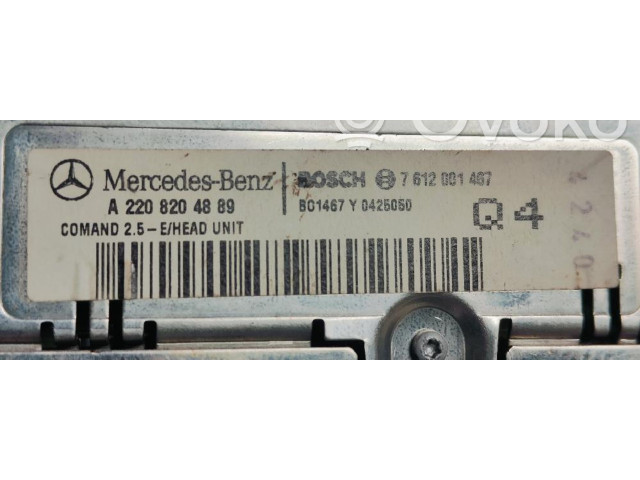 Mercedes-Benz
BOSCH 7 612 001 467
A 220 820 48 89
BO1467 Y 0425050
COMAND 2.5-E/HEAD UNIT
Q4
4240
Ovoko